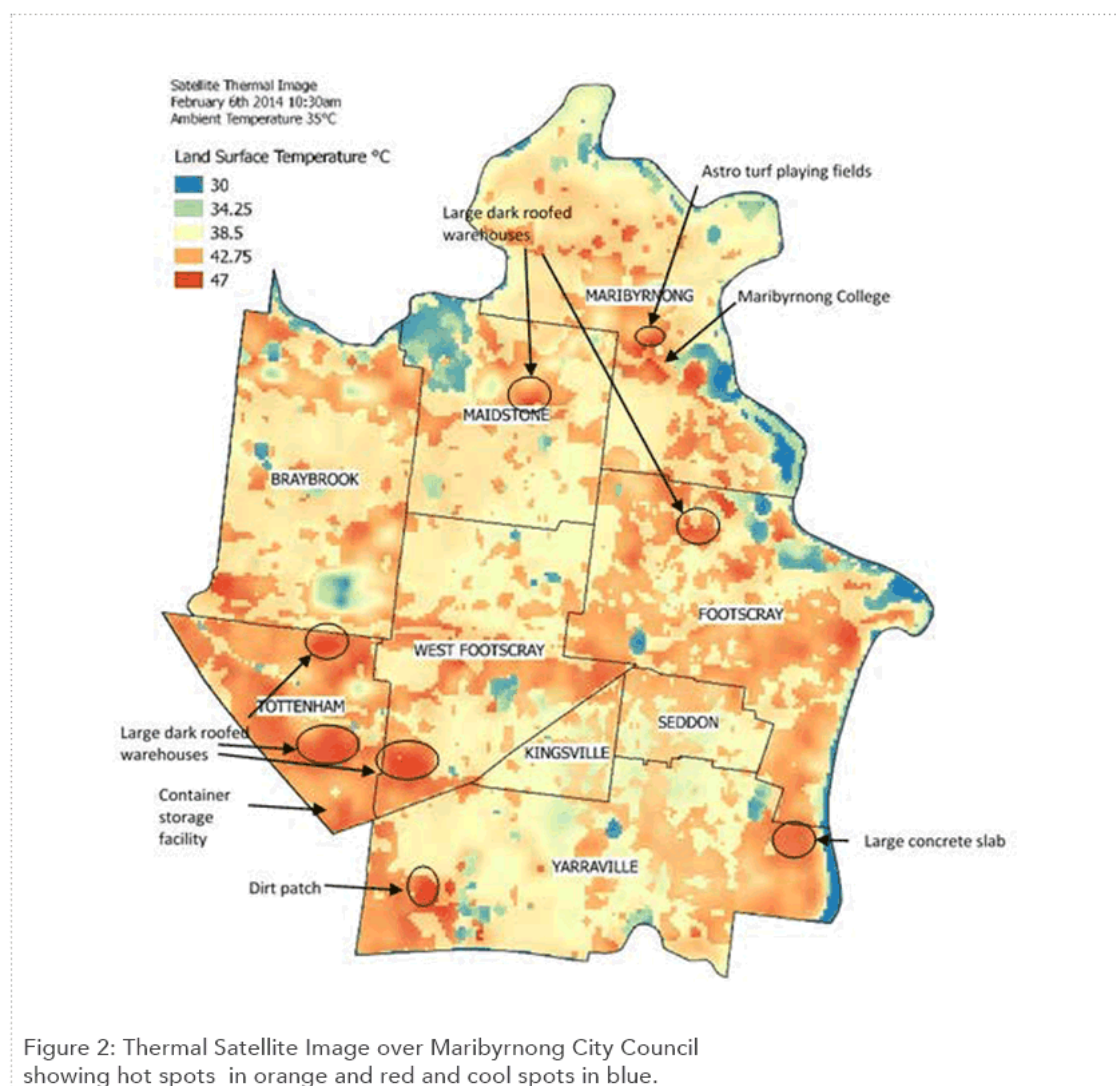 Satellite Thermal Image
February 6th 2014 10:30am
Ambient Temperature 35°C
Land Surface Temperature °C
30
34.25
38.5
42.75
47
Astro turf playing fields
Large dark roofed
warehouses
MARIBYRNONG
Maribyrnong College
MAIDSTONE
BRAYBROOK
FOOTSCRAY
WEST FOOTSCRAY
TOTTENHAM
SEDDON
Large dark roofed
warehouses
KINGSVILLE
Container
storage
facility
Large concrete slab
YARRAVILLE
Dirt patch
Figure 2: Thermal Satellite Image over Maribyrnong City Council
showing hot spots in orange and red and cool spots in blue.